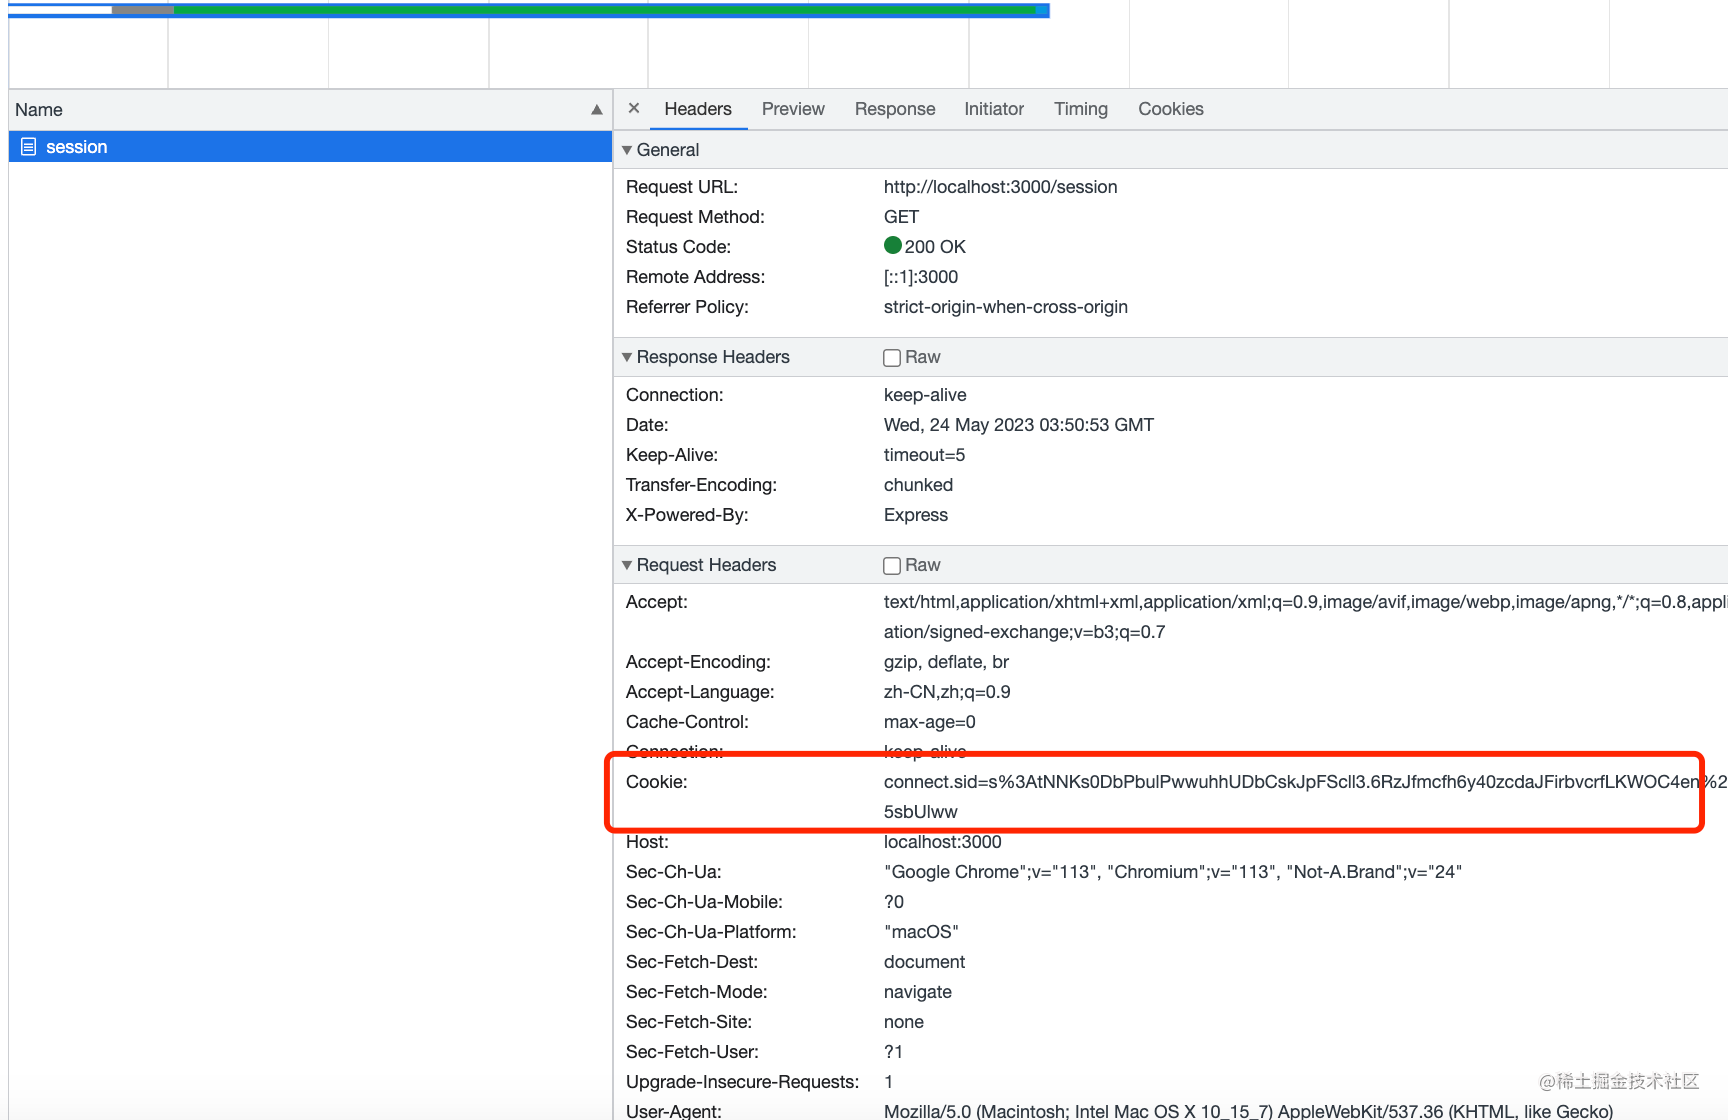 Name
Headers Preview Response Initiator Timing Cookies
session
General
Request URL: http://localhost:3000/session
Request Method: GET
Status Code: 200 OK
Remote Address: [::1]:3000
Referrer Policy: strict-origin-when-cross-origin
Response Headers Raw
Connection: keep-alive
Date: Wed, 24 May 2023 03:50:53 GMT
Keep-Alive: timeout=5
Transfer-Encoding: chunked
X-Powered-By: Express
Request Headers Raw
Accept: text/html,application/xhtml+xml,application/xml;q=0.9,image/avif,image/webp,image/apng,*/*;q=0.8,appli
ation/signed-exchange;v=b3;q=0.7
Accept-Encoding: gzip, deflate, br
Accept-Language: zh-CN,zh;q=0.9
Cache-Control: max-age=0
Connection: keep-alive
Cookie: connect.sid=s%3AtNNKs0DbPbulPwwuhhUDbCskJpFScll3.6RzJfmcfh6y40zcdaJFirbvcrfLKWOC4en%2
5sbUlww
Host: localhost:3000
Sec-Ch-Ua: "Google Chrome";v="113", "Chromium";v="113", "Not-A.Brand";v="24"
Sec-Ch-Ua-Mobile: ?0
Sec-Ch-Ua-Platform: "macOS"
Sec-Fetch-Dest: document
Sec-Fetch-Mode: navigate
Sec-Fetch-Site: none
Sec-Fetch-User: ?1
Upgrade-Insecure-Requests: 1
User-Agent: Mozilla/5.0 (Macintosh; Intel Mac OS X 10_15_7) AppleWebKit/537.36 (KHTML, like Gecko)
@稀土掘金技术社区